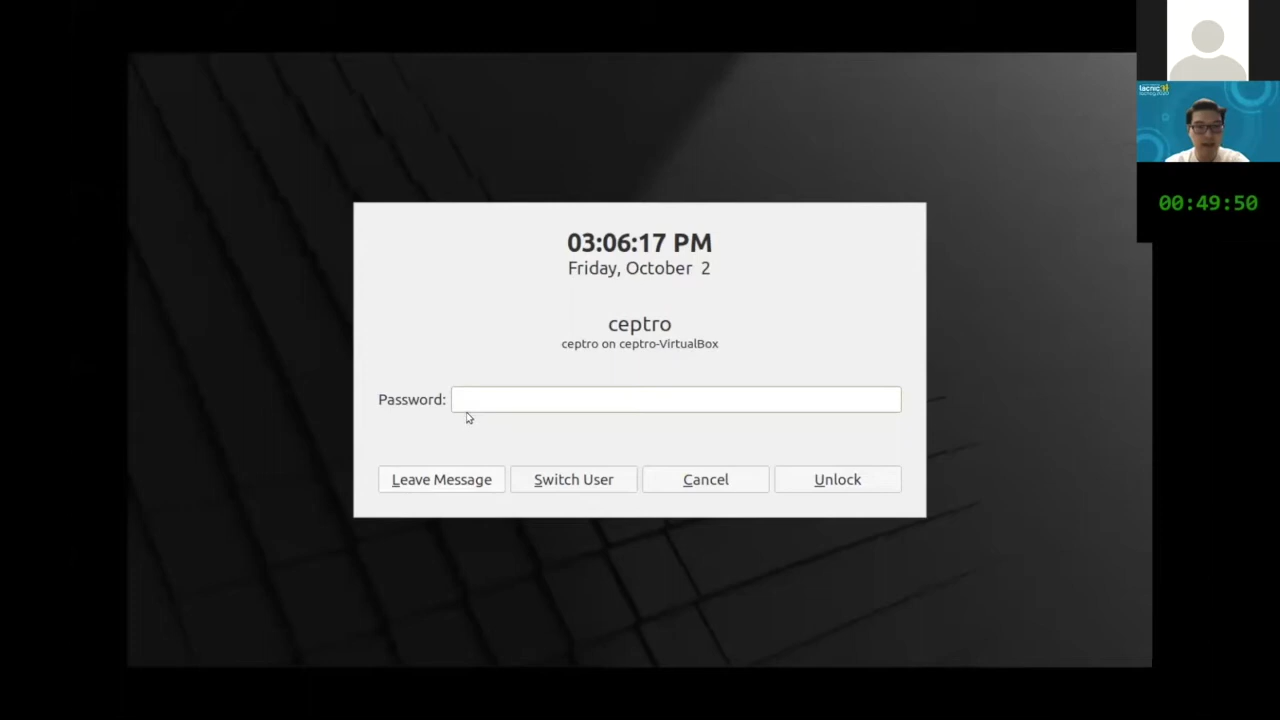 lacnic
00:49:50
03:06:17 PM
Friday, October 2
ceptro
ceptro on ceptro-VirtualBox
Password:
Leave Message
Switch User
Cancel
Unlock